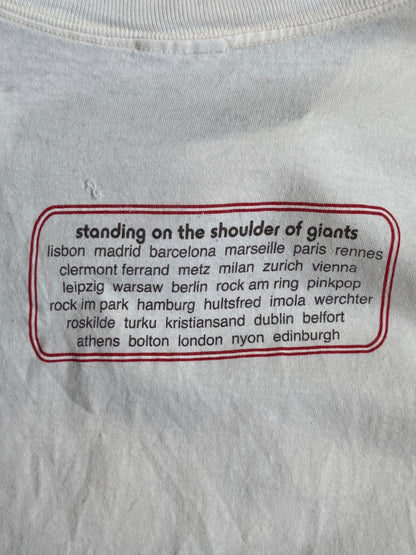 standing on the shoulder of giants
lisbon madrid barcelona marseille paris rennes
clermont ferrand metz milan zurich vienna
leipzig warsaw berlin rock am ring pinkpop
rock im park hamburg hultsfred imola werchter
roskilde turku kristiansand dublin belfort
athens bolton london nyon edinburgh